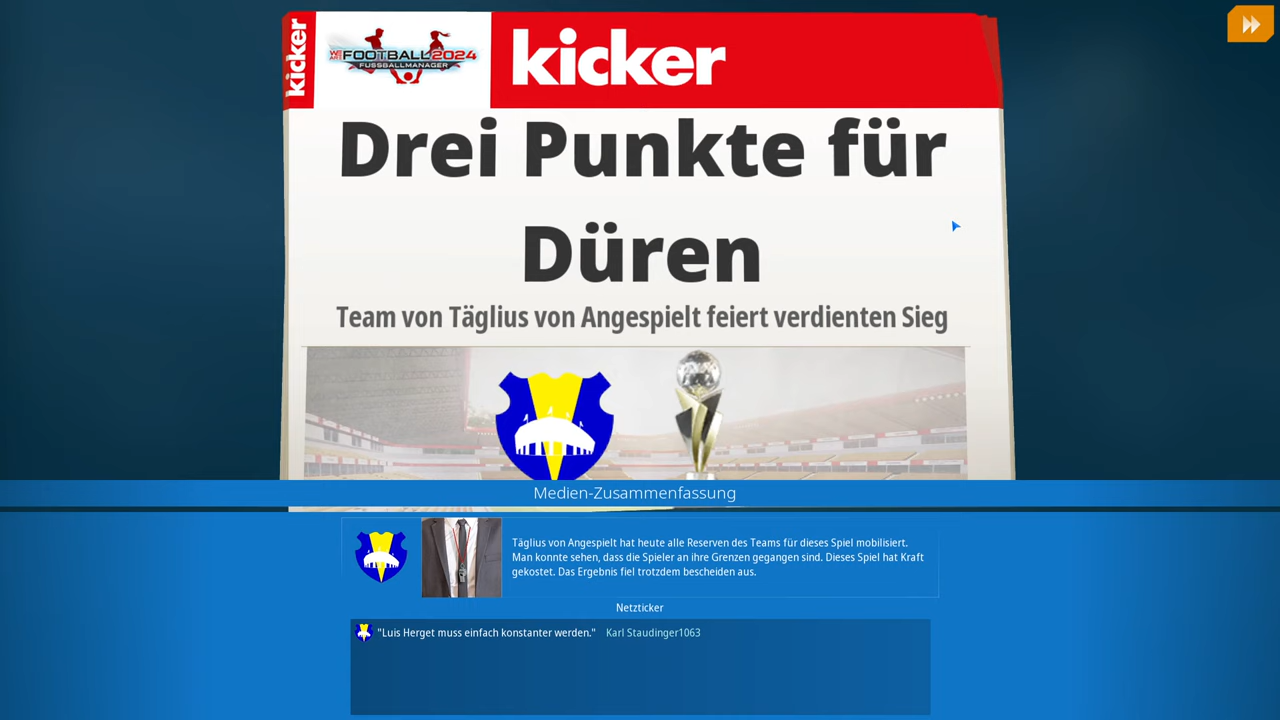 kicker
WE ARE FOOTBALL 2024
FUSSBALLMANAGER
kicker
Drei Punkte für
Düren
Team von Täglius von Angespielt feiert verdienten Sieg
Medien-Zusammenfassung
Täglius von Angespielt hat heute alle Reserven des Teams für dieses Spiel mobilisiert.
Man konnte sehen, dass die Spieler an ihre Grenzen gegangen sind. Dieses Spiel hat Kraft
gekostet. Das Ergebnis fiel trotzdem bescheiden aus.
Netzticker
"Luis Herget muss einfach konstanter werden." Karl Staudinger1063